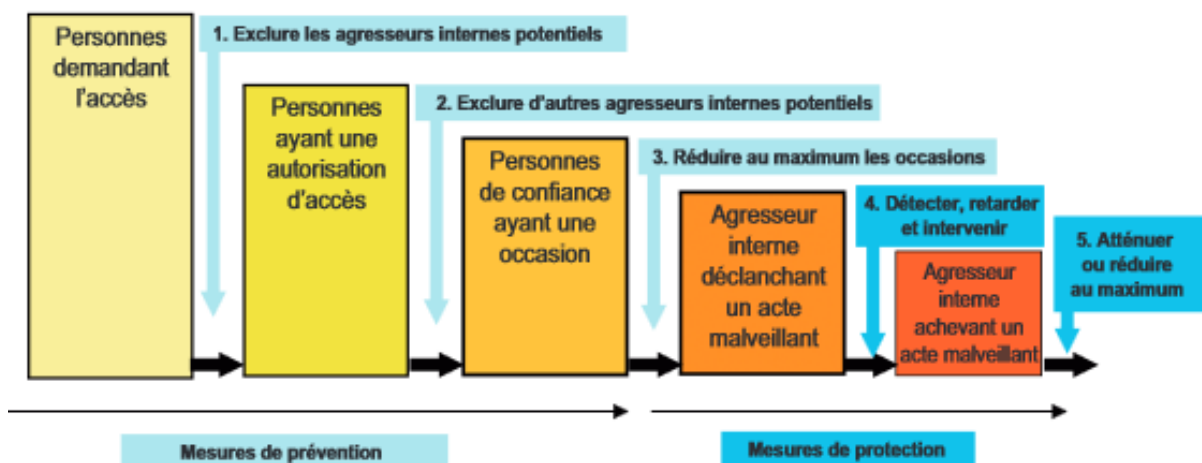 Personnes
demandant
l'accès
1. Exclure les agresseurs internes potentiels
Personnes
ayant une
autorisation
d'accès
2. Exclure d'autres agresseurs internes potentiels
Personnes
de confiance
ayant une
occasion
3. Réduire au maximum les occasions
Agresseur
interne
déclanchant
un acte
malveillant
4. Détecter, retarder
et intervenir
Agresseur
interne
achevant un
acte malveillant
5. Atténuer
ou réduire
au maximum
Mesures de prévention
Mesures de protection